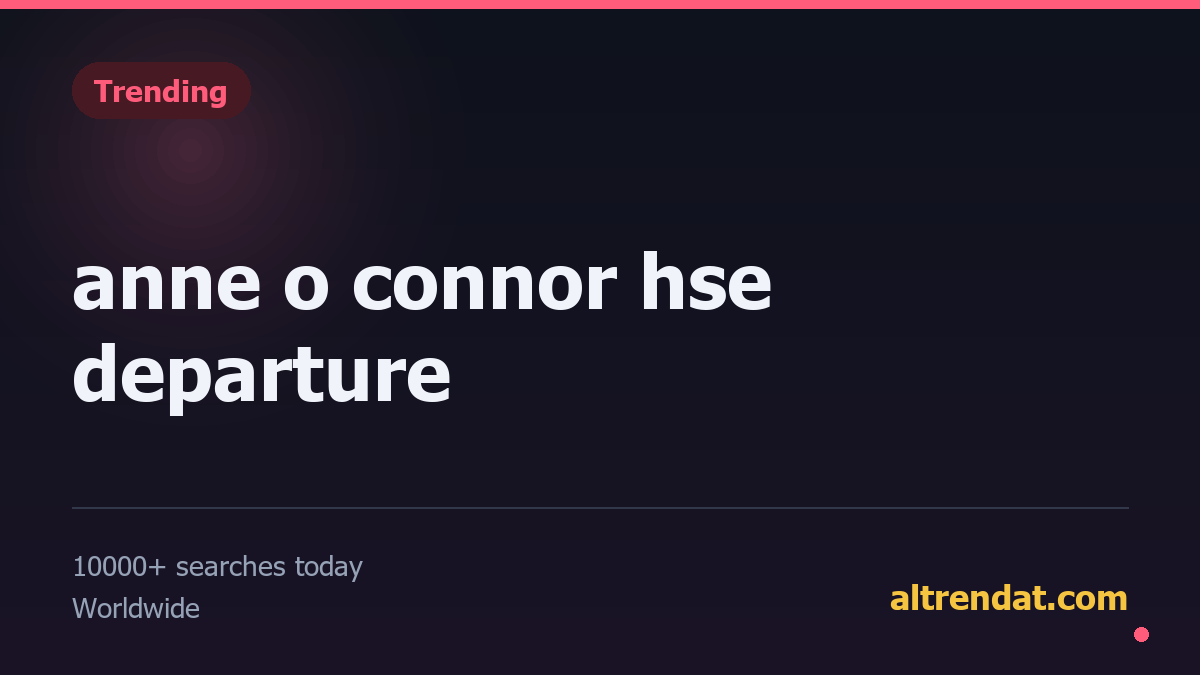 Trending
anne o connor hse
departure
10000+ searches today
Worldwide
altrendat.com